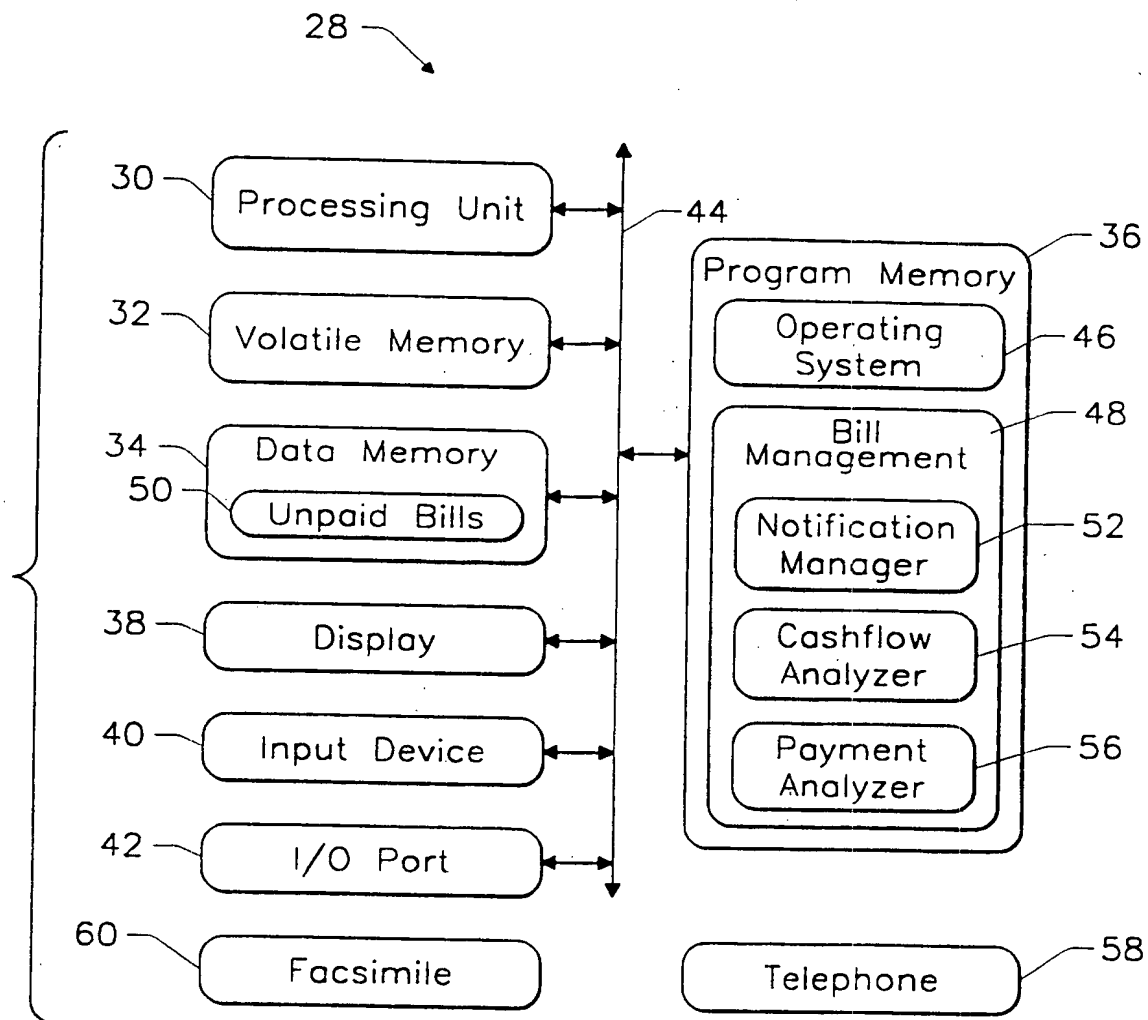 28
30
Processing Unit
44
36
Program Memory
32
Volatile Memory
Operating
System
46
34
Data Memory
50
Unpaid Bills
Bill
Management
48
Notification
Manager
52
38
Display
Cashflow
Analyzer
54
40
Input Device
Payment
Analyzer
56
42
I/O Port
60
Facsimile
Telephone
58